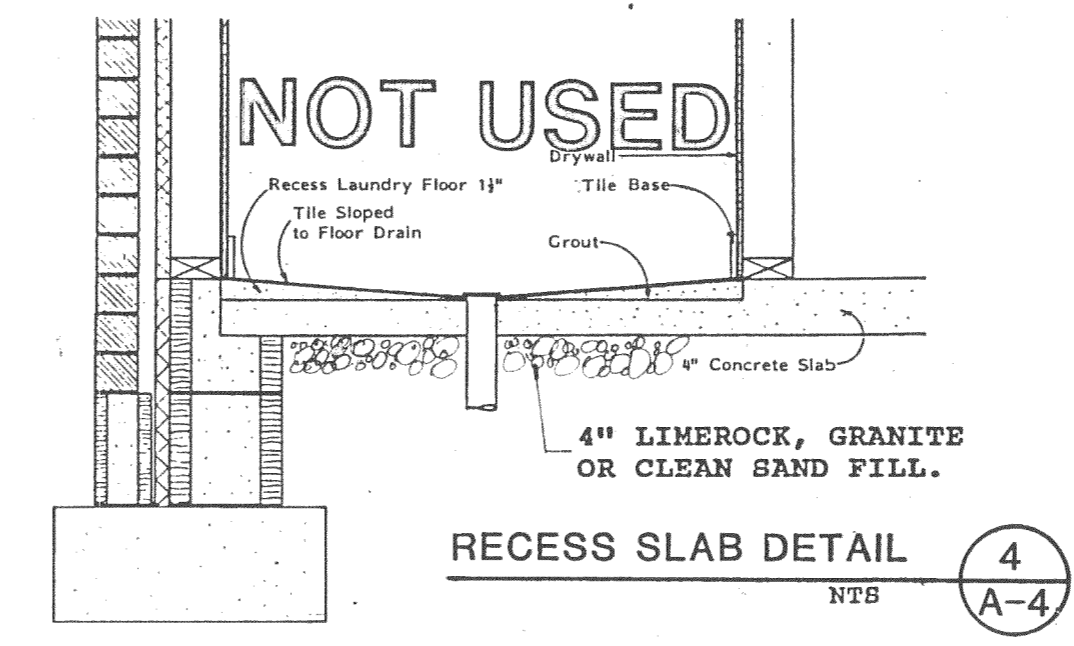 NOT USED
Drywall
Recess Laundry Floor 1½"
Tile Base
Tile Sloped
to Floor Drain
Grout
4" Concrete Slab
4" LIMEROCK, GRANITE
OR CLEAN SAND FILL.
RECESS SLAB DETAIL
NTS
4
A-4